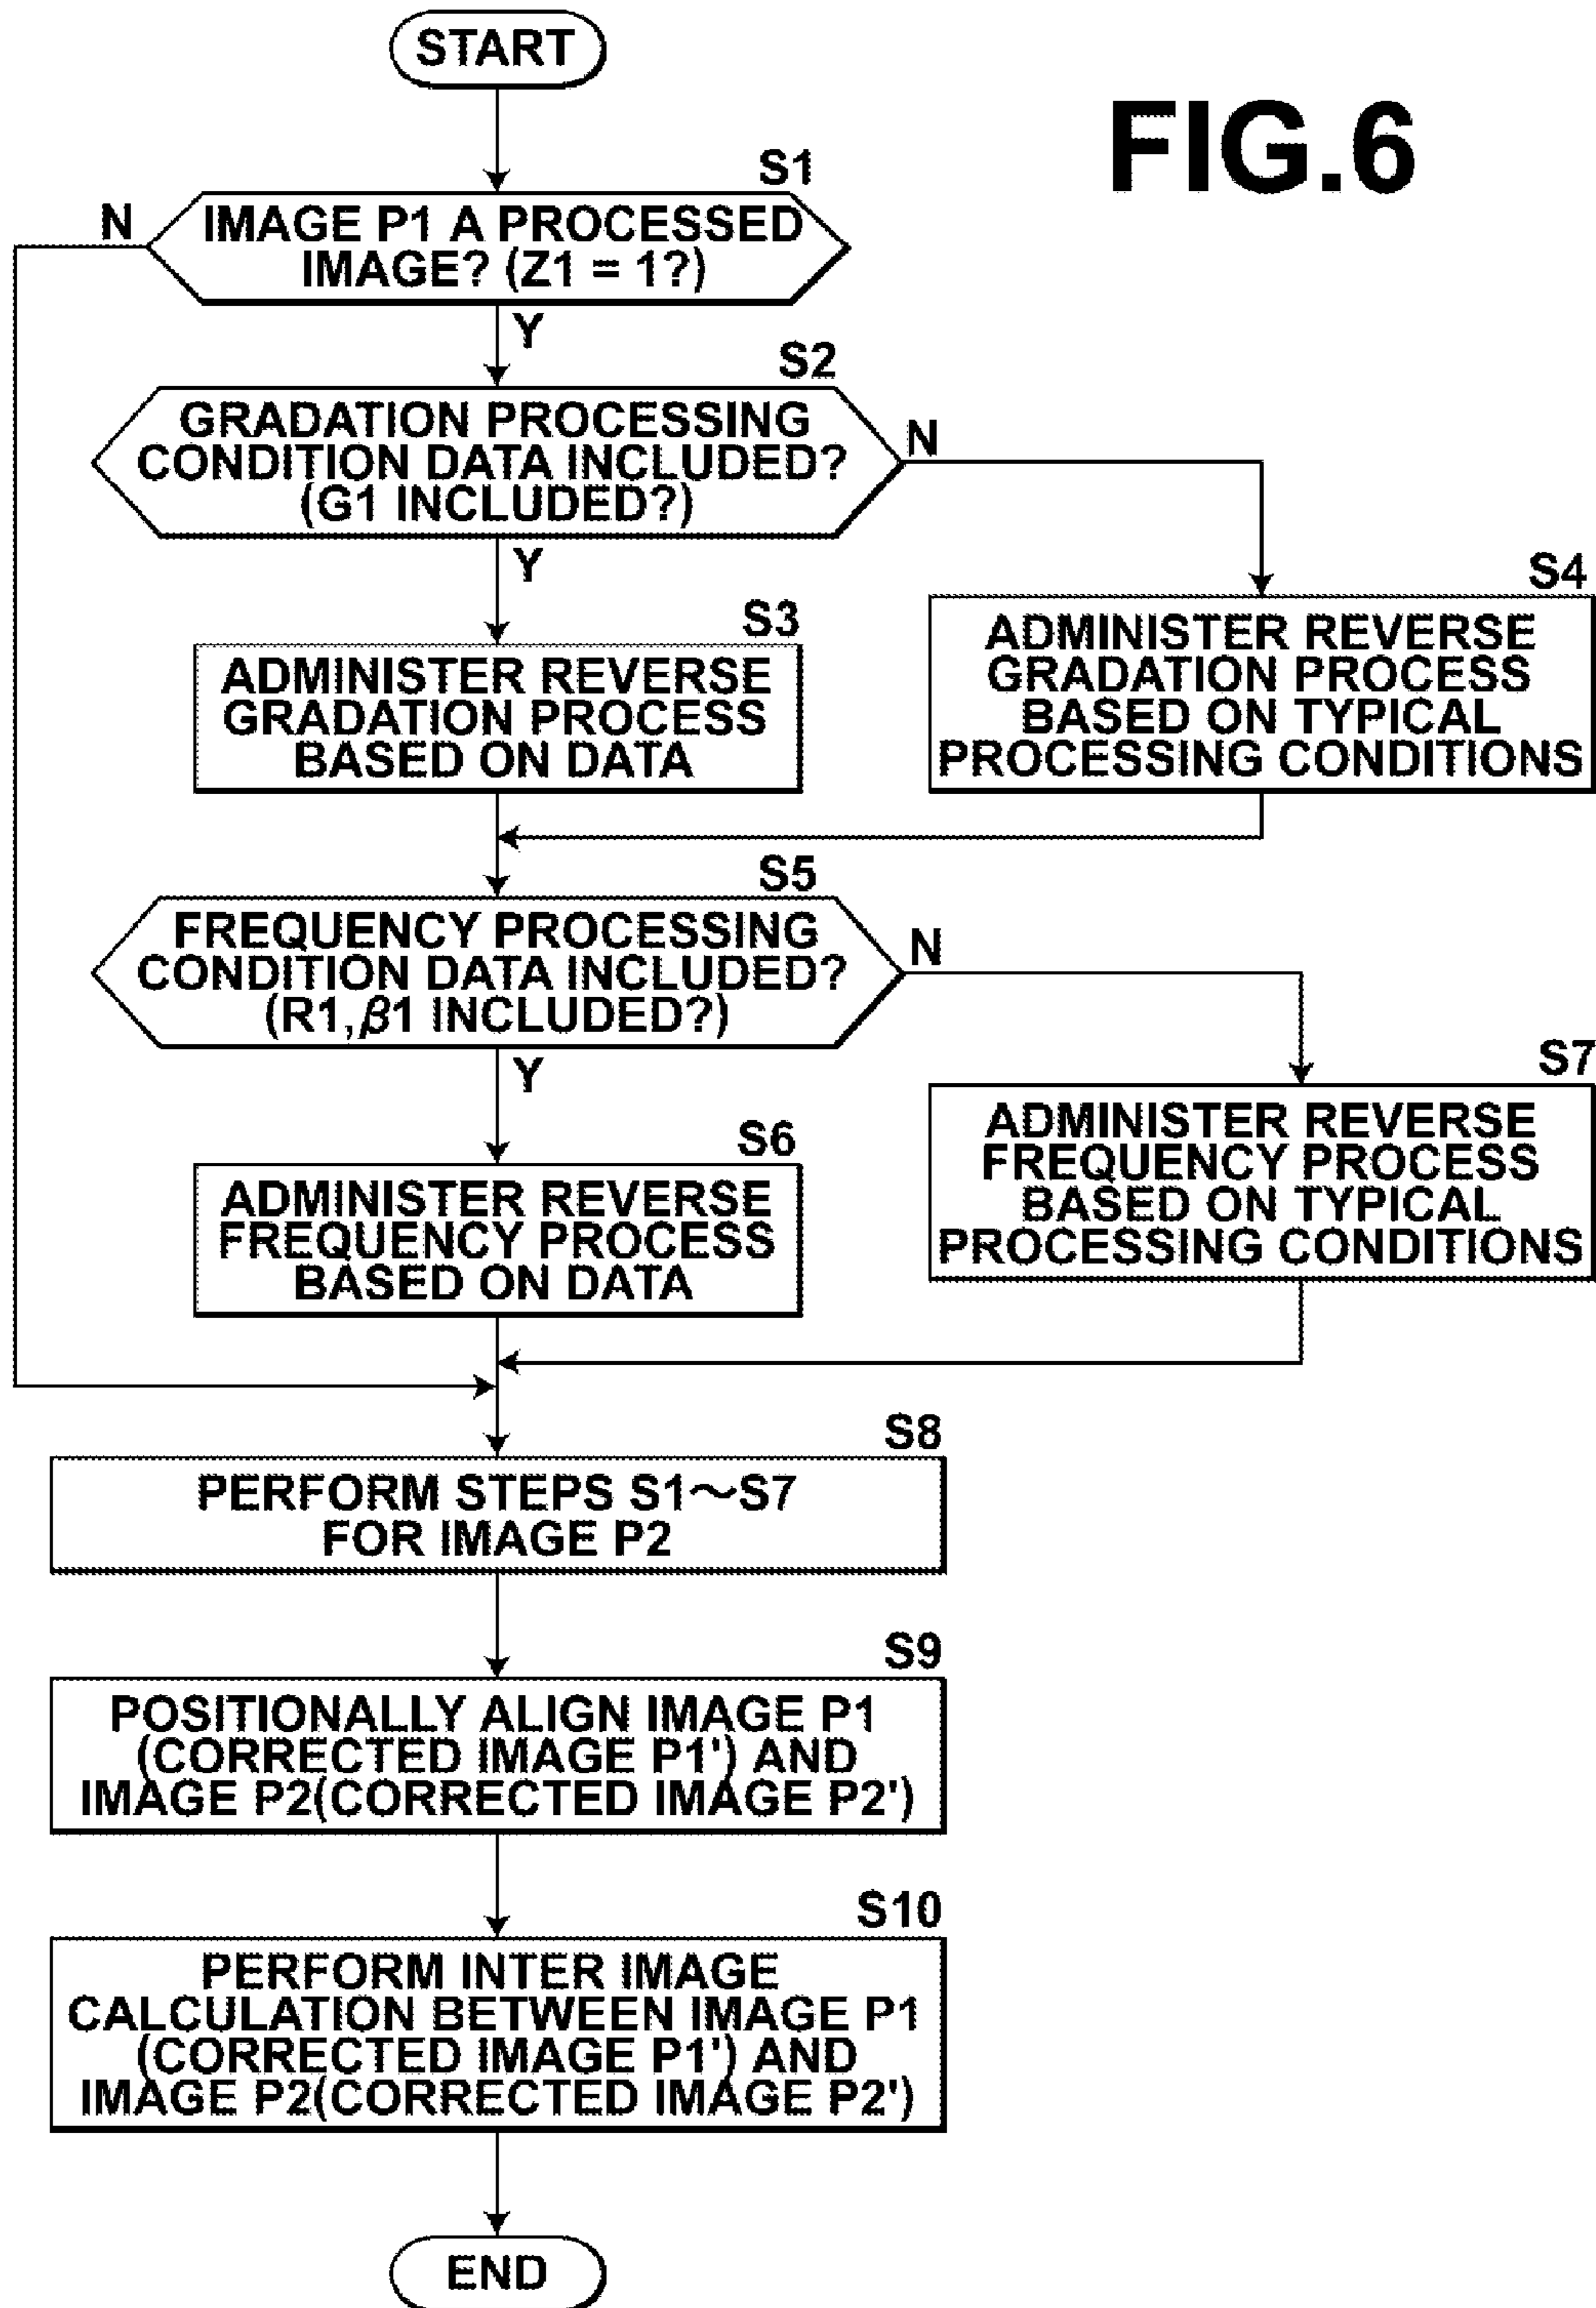 START
FIG.6
S1
N
IMAGE P1 A PROCESSED
IMAGE? (Z1 = 1?)
Y
S2
GRADATION PROCESSING
CONDITION DATA INCLUDED?
(G1 INCLUDED?)
N
Y
S3
ADMINISTER REVERSE
GRADATION PROCESS
BASED ON DATA
S4
ADMINISTER REVERSE
GRADATION PROCESS
BASED ON TYPICAL
PROCESSING CONDITIONS
S5
FREQUENCY PROCESSING
CONDITION DATA INCLUDED?
(R1,β1 INCLUDED?)
N
Y
S6
ADMINISTER REVERSE
FREQUENCY PROCESS
BASED ON DATA
S7
ADMINISTER REVERSE
FREQUENCY PROCESS
BASED ON TYPICAL
PROCESSING CONDITIONS
S8
PERFORM STEPS S1～S7
FOR IMAGE P2
S9
POSITIONALLY ALIGN IMAGE P1
(CORRECTED IMAGE P1') AND
IMAGE P2(CORRECTED IMAGE P2')
S10
PERFORM INTER IMAGE
CALCULATION BETWEEN IMAGE P1
(CORRECTED IMAGE P1') AND
IMAGE P2(CORRECTED IMAGE P2')
END